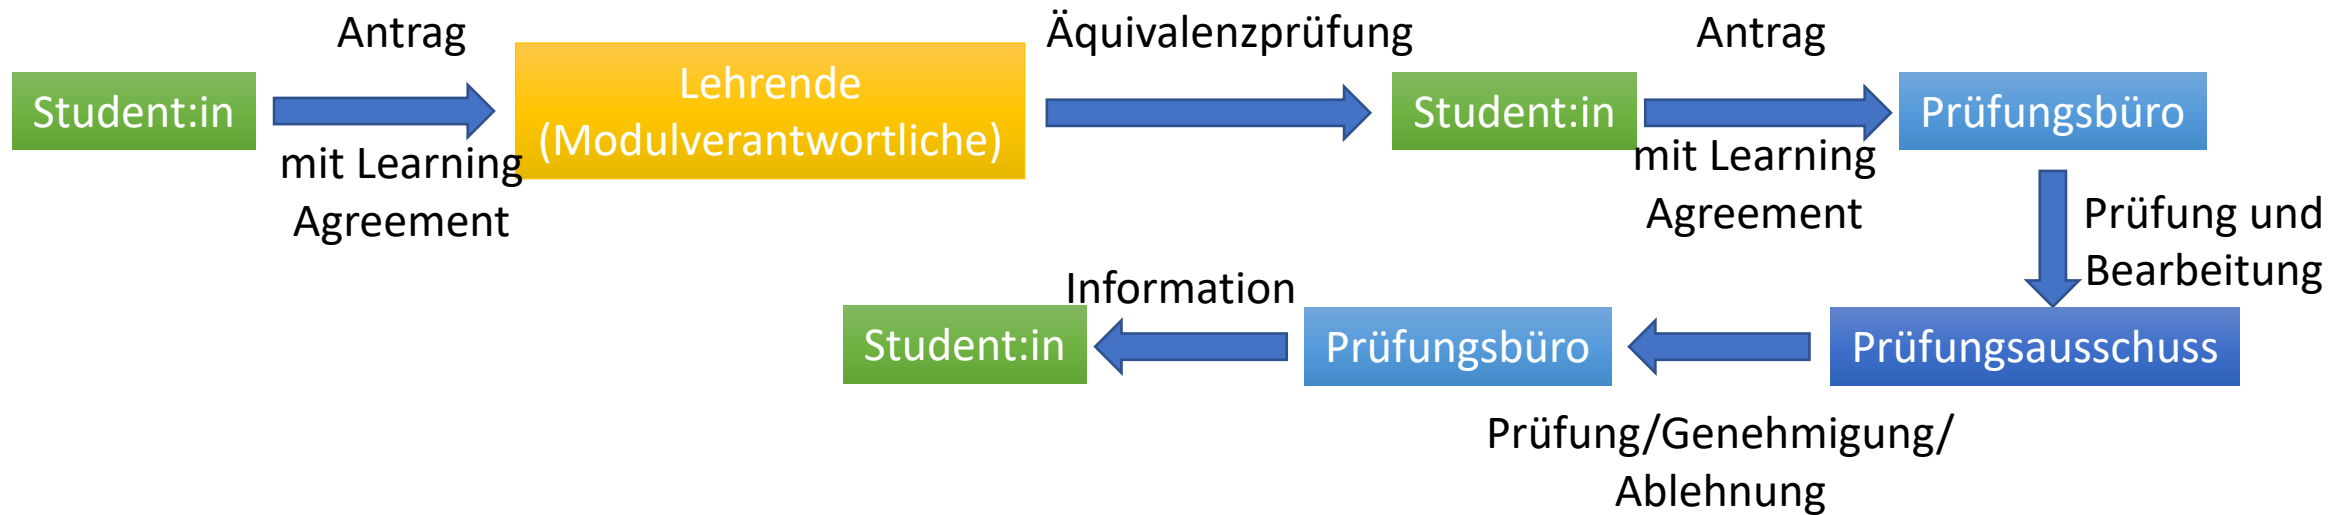 Student:in
Antrag
mit Learning
Agreement
Lehrende
(Modulverantwortliche)
Äquivalenzprüfung
Student:in
Antrag
mit Learning
Agreement
Prüfungsbüro
Prüfung und
Bearbeitung
Prüfungsausschuss
Prüfung/Genehmigung/
Ablehnung
Prüfungsbüro
Information
Student:in